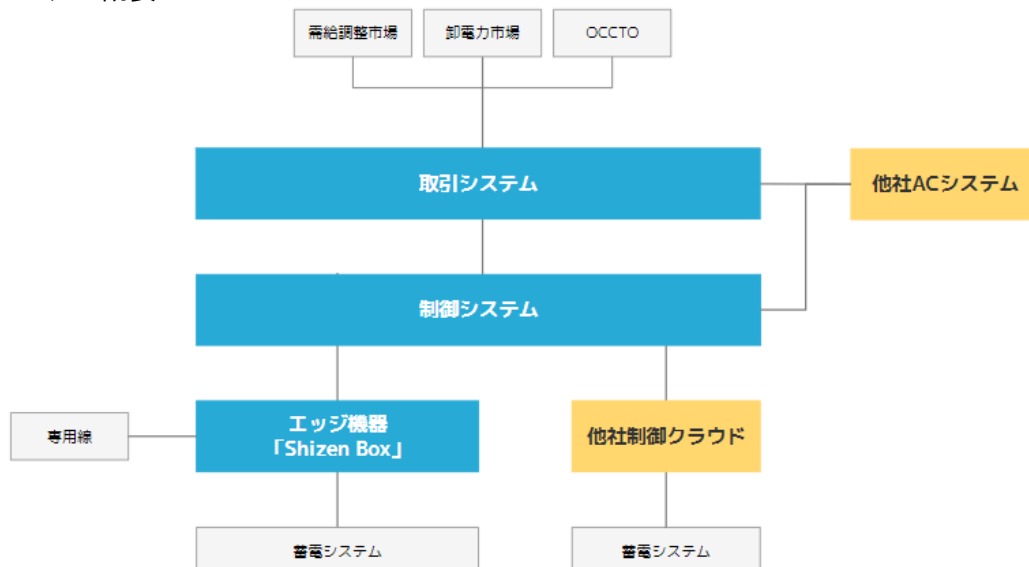 需給調整市場
卸電力市場
OCCTO
取引システム
他社ACシステム
制御システム
専用線
エッジ機器
「Shizen Box」
他社制御クラウド
蓄電システム
蓄電システム